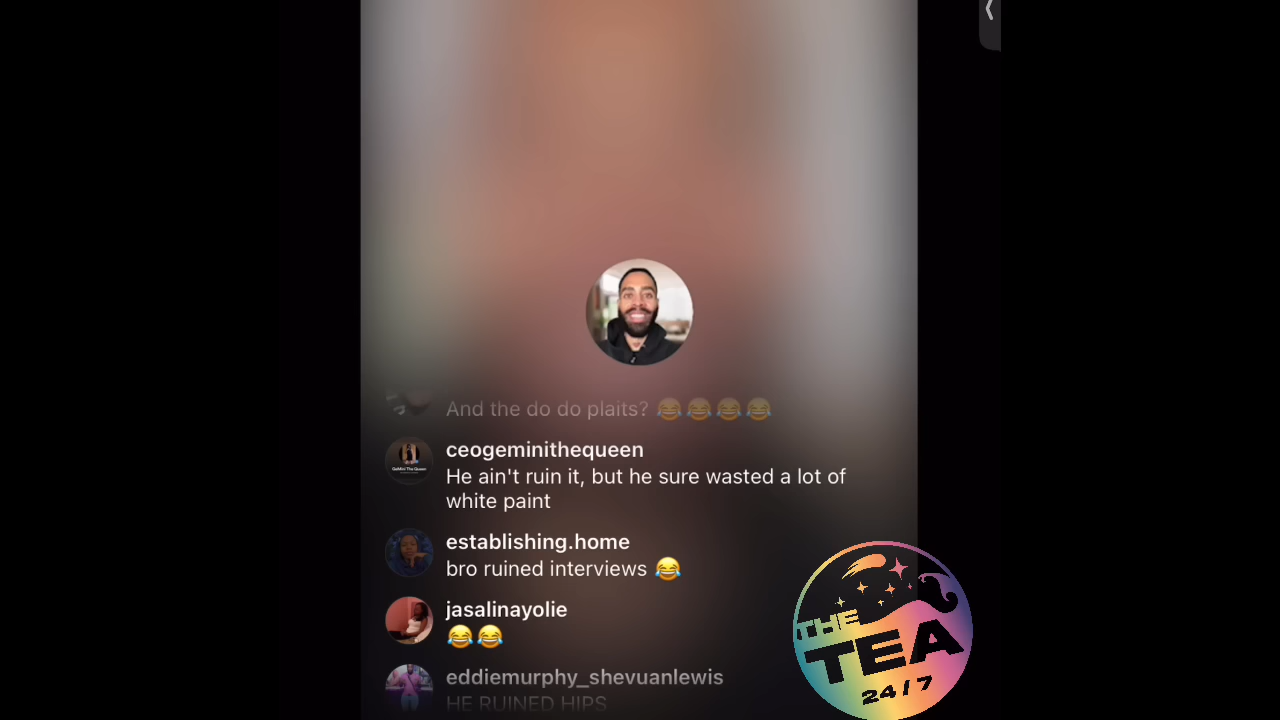 And the do do plaits? 😂😂😂😂
ceogeminithequeen
He ain't ruin it, but he sure wasted a lot of
white paint
establishing.home
bro ruined interviews 😂
jasalinayolie
😂😂
eddiemurphy_shevuanlewis
HE RUINED HIPS
THE
TEA
24/7